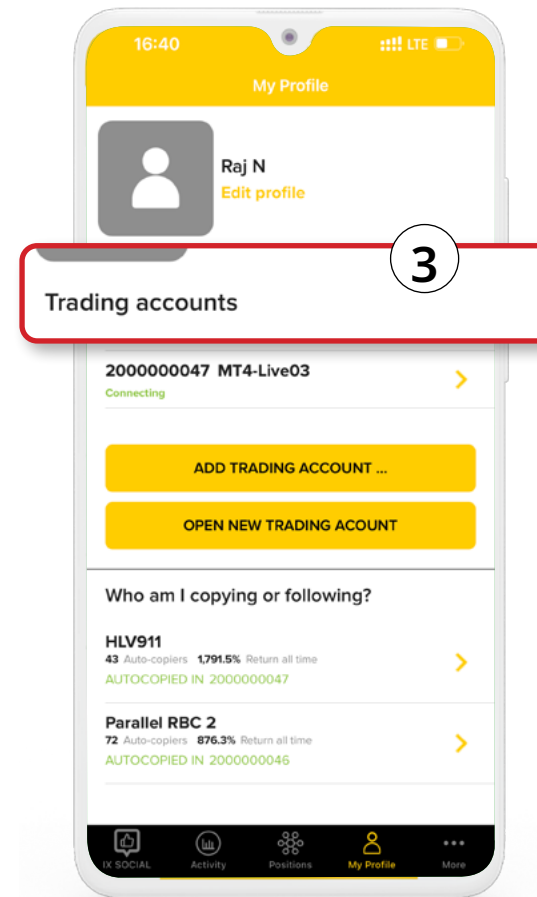 16:40
LTE
My Profile
Raj N
Edit profile
3
Trading accounts
2000000047 MT4-Live03
Connecting
ADD TRADING ACCOUNT ...
OPEN NEW TRADING ACOUNT
Who am I copying or following?
HLV911
43 Auto-copiers 1,791.5% Return all time
AUTOCOPIED IN 2000000047
Parallel RBC 2
72 Auto-copiers 876.3% Return all time
AUTOCOPIED IN 2000000046
IX SOCIAL Activity Positions My Profile More